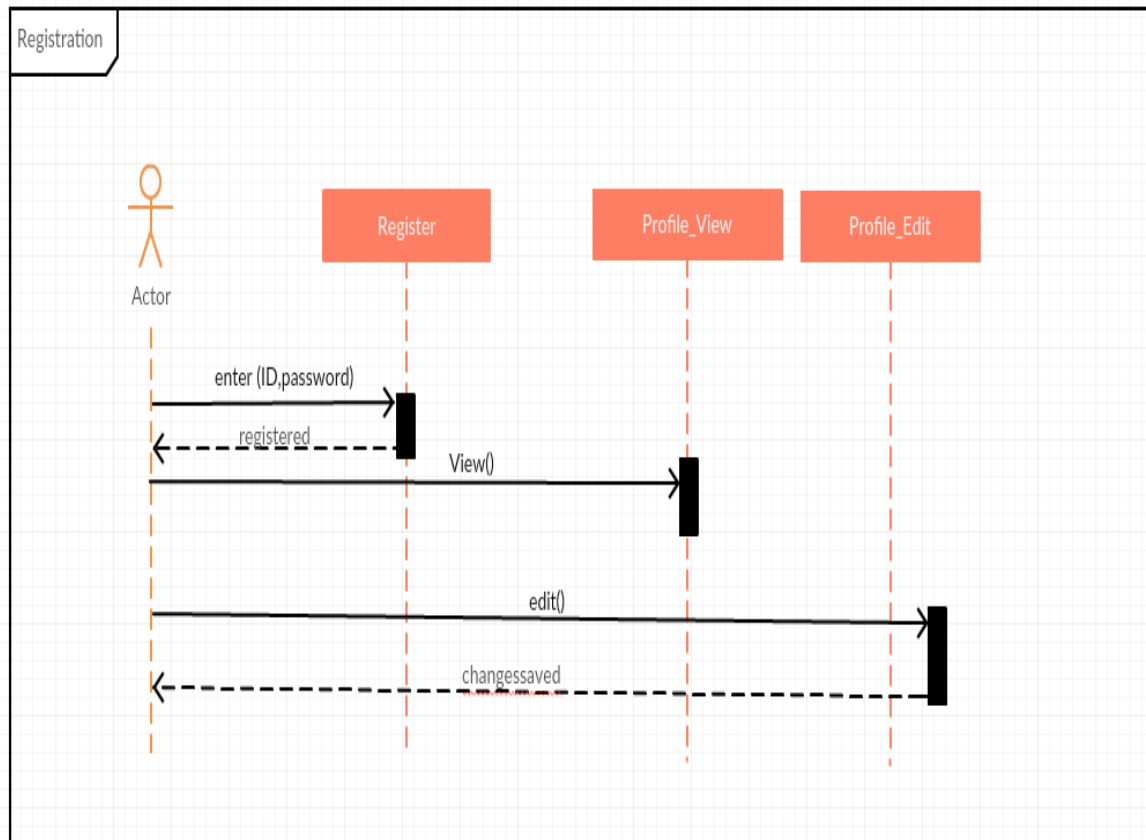 Registration
Register
Profile_View
Profile_Edit
Actor
enter (ID,password)
registered
View()
edit()
changessaved